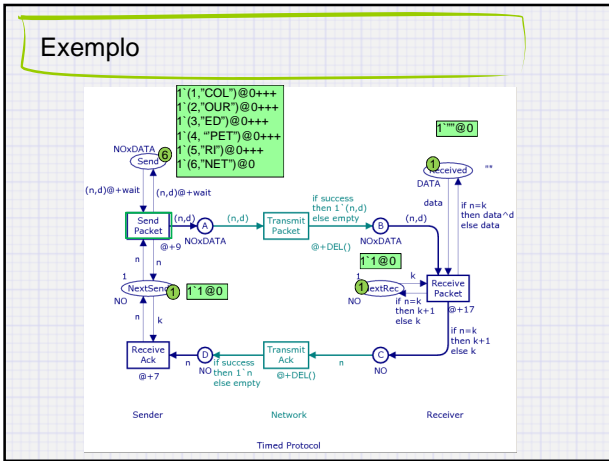 Exemplo
1`(1,"COL")@0+++
1`(2,"OUR")@0+++
1`(3,"ED")@0+++
1`(4, “"PET")@0+++
1`(5,"RI")@0+++
1`(6,"NET")@0
1`""@0
NOxDATA
6
Send
1
Received
""
DATA
(n,d)@+wait
(n,d)@+wait
if success
then 1`(n,d)
else empty
data
if n=k
then data^d
else data
Send
Packet
(n,d)
A
(n,d)
Transmit
Packet
B
(n,d)
@+9
NOxDATA
@+DEL()
NOxDATA
n
n
1`1@0
1
NextSend
1
1`1@0
NO
1
1
NextRec
k
NO
if n=k
then k+1
else k
Receive
Packet
@+17
n
k
if n=k
then k+1
else k
Receive
Ack
n
D
if success
then 1`n
else empty
Transmit
Ack
n
C
NO
@+7
@+DEL()
NO
Sender
Network
Receiver
Timed Protocol